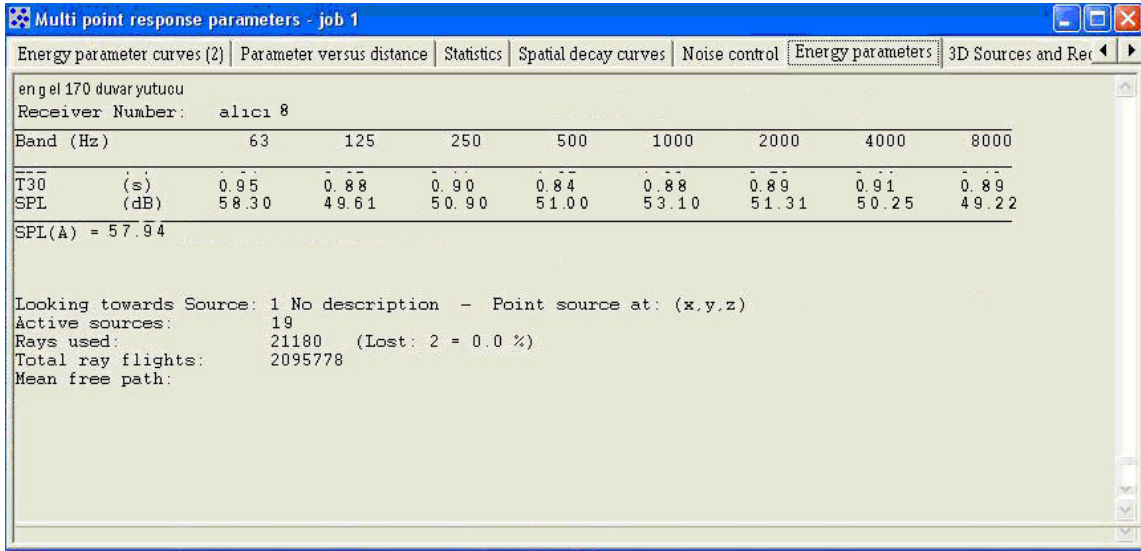 Multi point response parameters - job 1
Energy parameter curves (2) Parameter versus distance Statistics Spatial decay curves Noise control Energy parameters 3D Sources and Rec
engel 170 duvar yutucu
Receiver Number: alıcı 8
Band (Hz) 63 125 250 500 1000 2000 4000 8000
T30 (s) 0.95 0.88 0.90 0.84 0.88 0.89 0.91 0.89
SPL (dB) 58.30 49.61 50.90 51.00 53.10 51.31 50.25 49.22
SPL(A) = 57.94
Looking towards Source: 1 No description - Point source at: (x,y,z)
Active sources: 19
Rays used: 21180 (Lost: 2 = 0.0 %)
Total ray flights: 2095778
Mean free path: